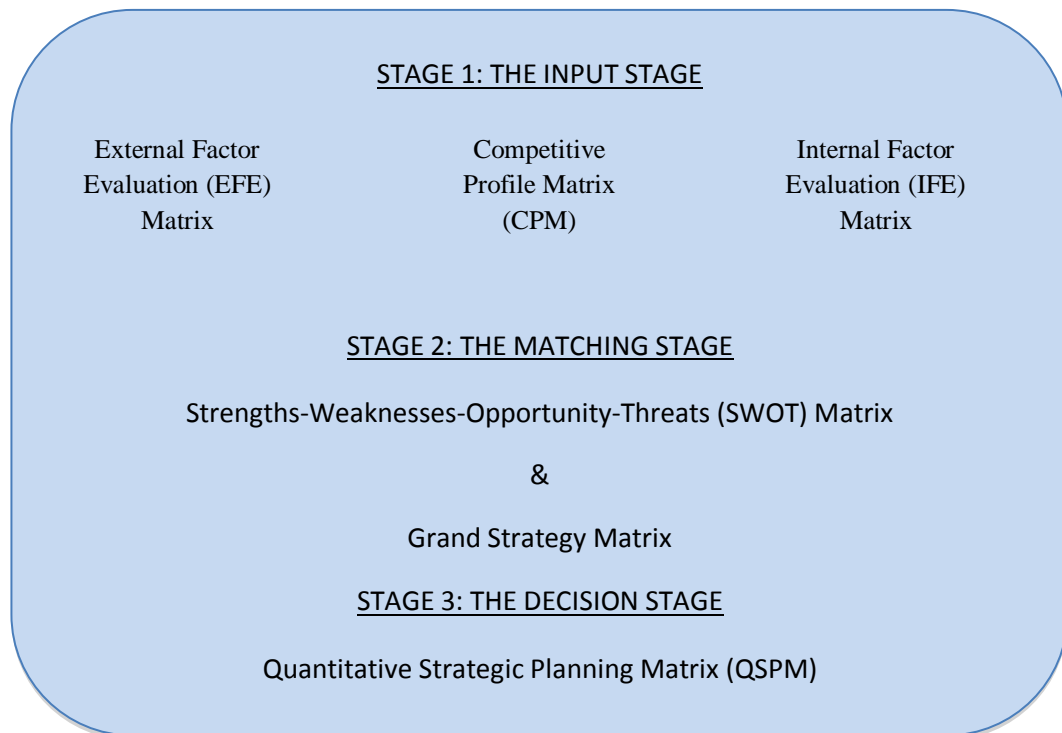 STAGE 1: THE INPUT STAGE
External Factor
Evaluation (EFE)
Matrix
Competitive
Profile Matrix
(CPM)
Internal Factor
Evaluation (IFE)
Matrix
STAGE 2: THE MATCHING STAGE
Strengths-Weaknesses-Opportunity-Threats (SWOT) Matrix
&
Grand Strategy Matrix
STAGE 3: THE DECISION STAGE
Quantitative Strategic Planning Matrix (QSPM)